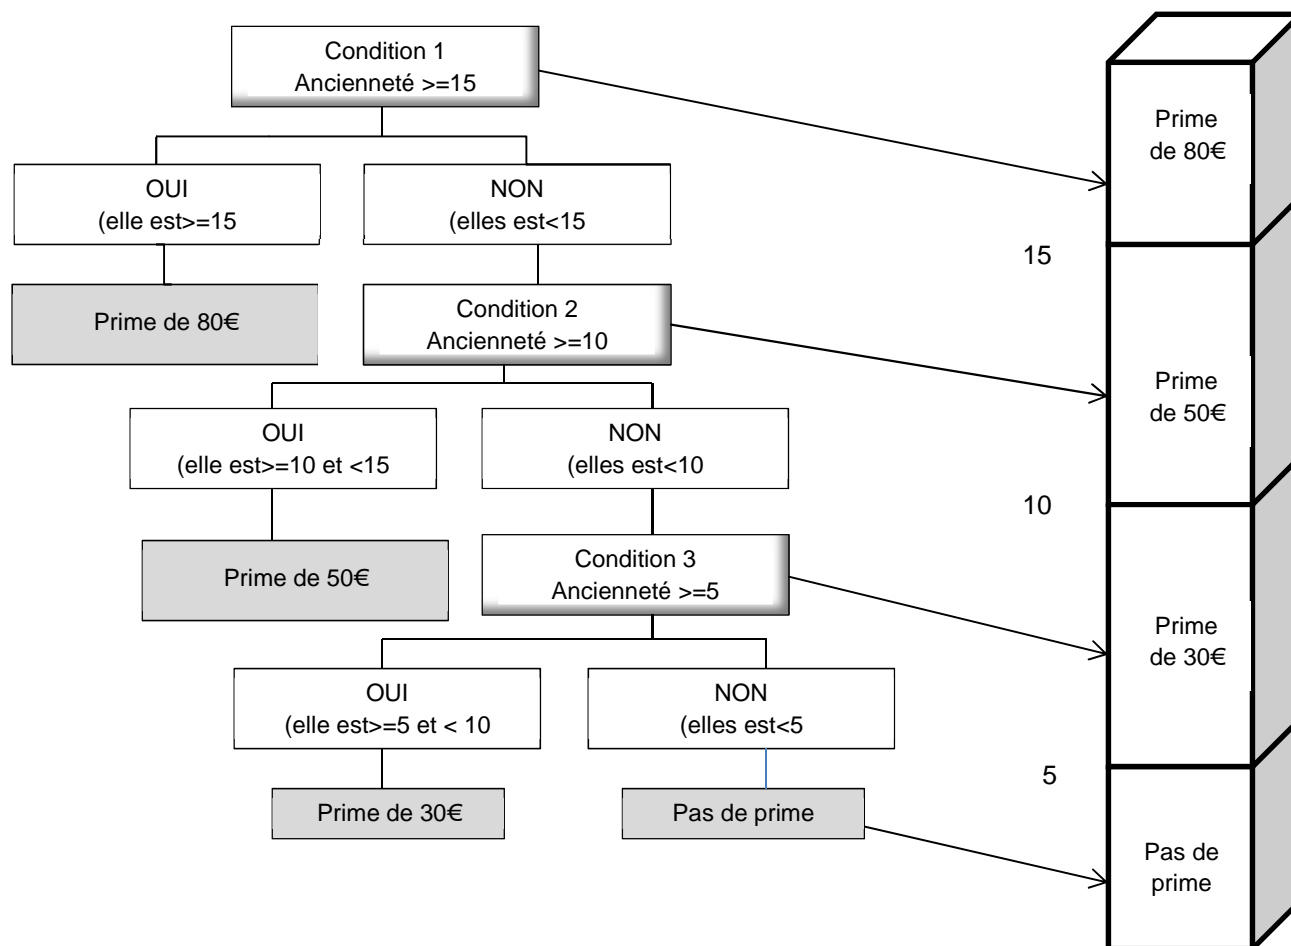 Condition 1
Ancienneté >=15
Prime
de 80€
OUI
(elle est>=15
NON
(elles est<15
15
Prime de 80€
Condition 2
Ancienneté >=10
Prime
de 50€
OUI
(elle est>=10 et <15
NON
(elles est<10
10
Prime de 50€
Condition 3
Ancienneté >=5
Prime
de 30€
OUI
(elle est>=5 et < 10
NON
(elles est<5
5
Prime de 30€
Pas de prime
Pas de
prime